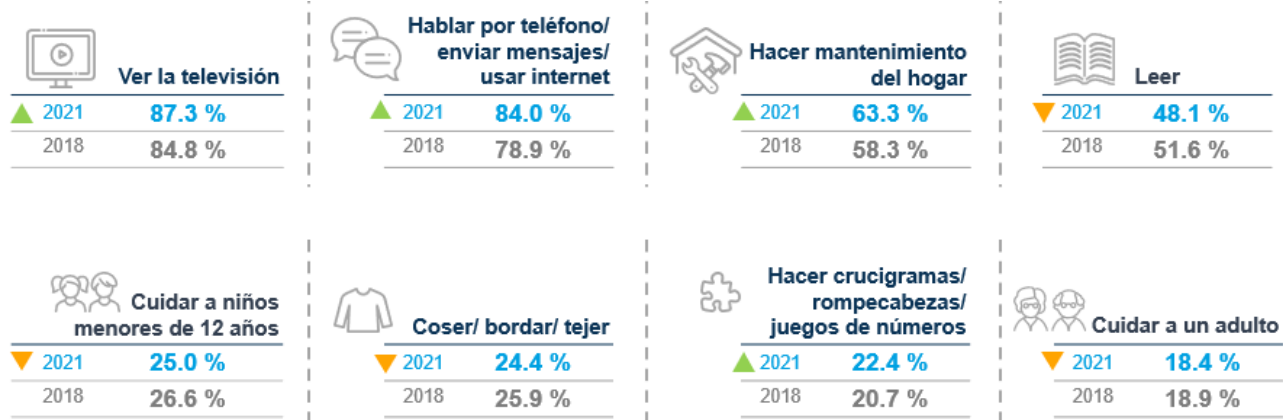 Ver la televisión
2021 87.3 %
2018 84.8 %
Hablar por teléfono/
enviar mensajes/
usar internet
2021 84.0 %
2018 78.9 %
Hacer mantenimiento
del hogar
2021 63.3 %
2018 58.3 %
Leer
2021 48.1 %
2018 51.6 %
Cuidar a niños
menores de 12 años
2021 25.0 %
2018 26.6 %
Coser/ bordar/ tejer
2021 24.4 %
2018 25.9 %
Hacer crucigramas/
rompecabezas/
juegos de números
2021 22.4 %
2018 20.7 %
Cuidar a un adulto
2021 18.4 %
2018 18.9 %